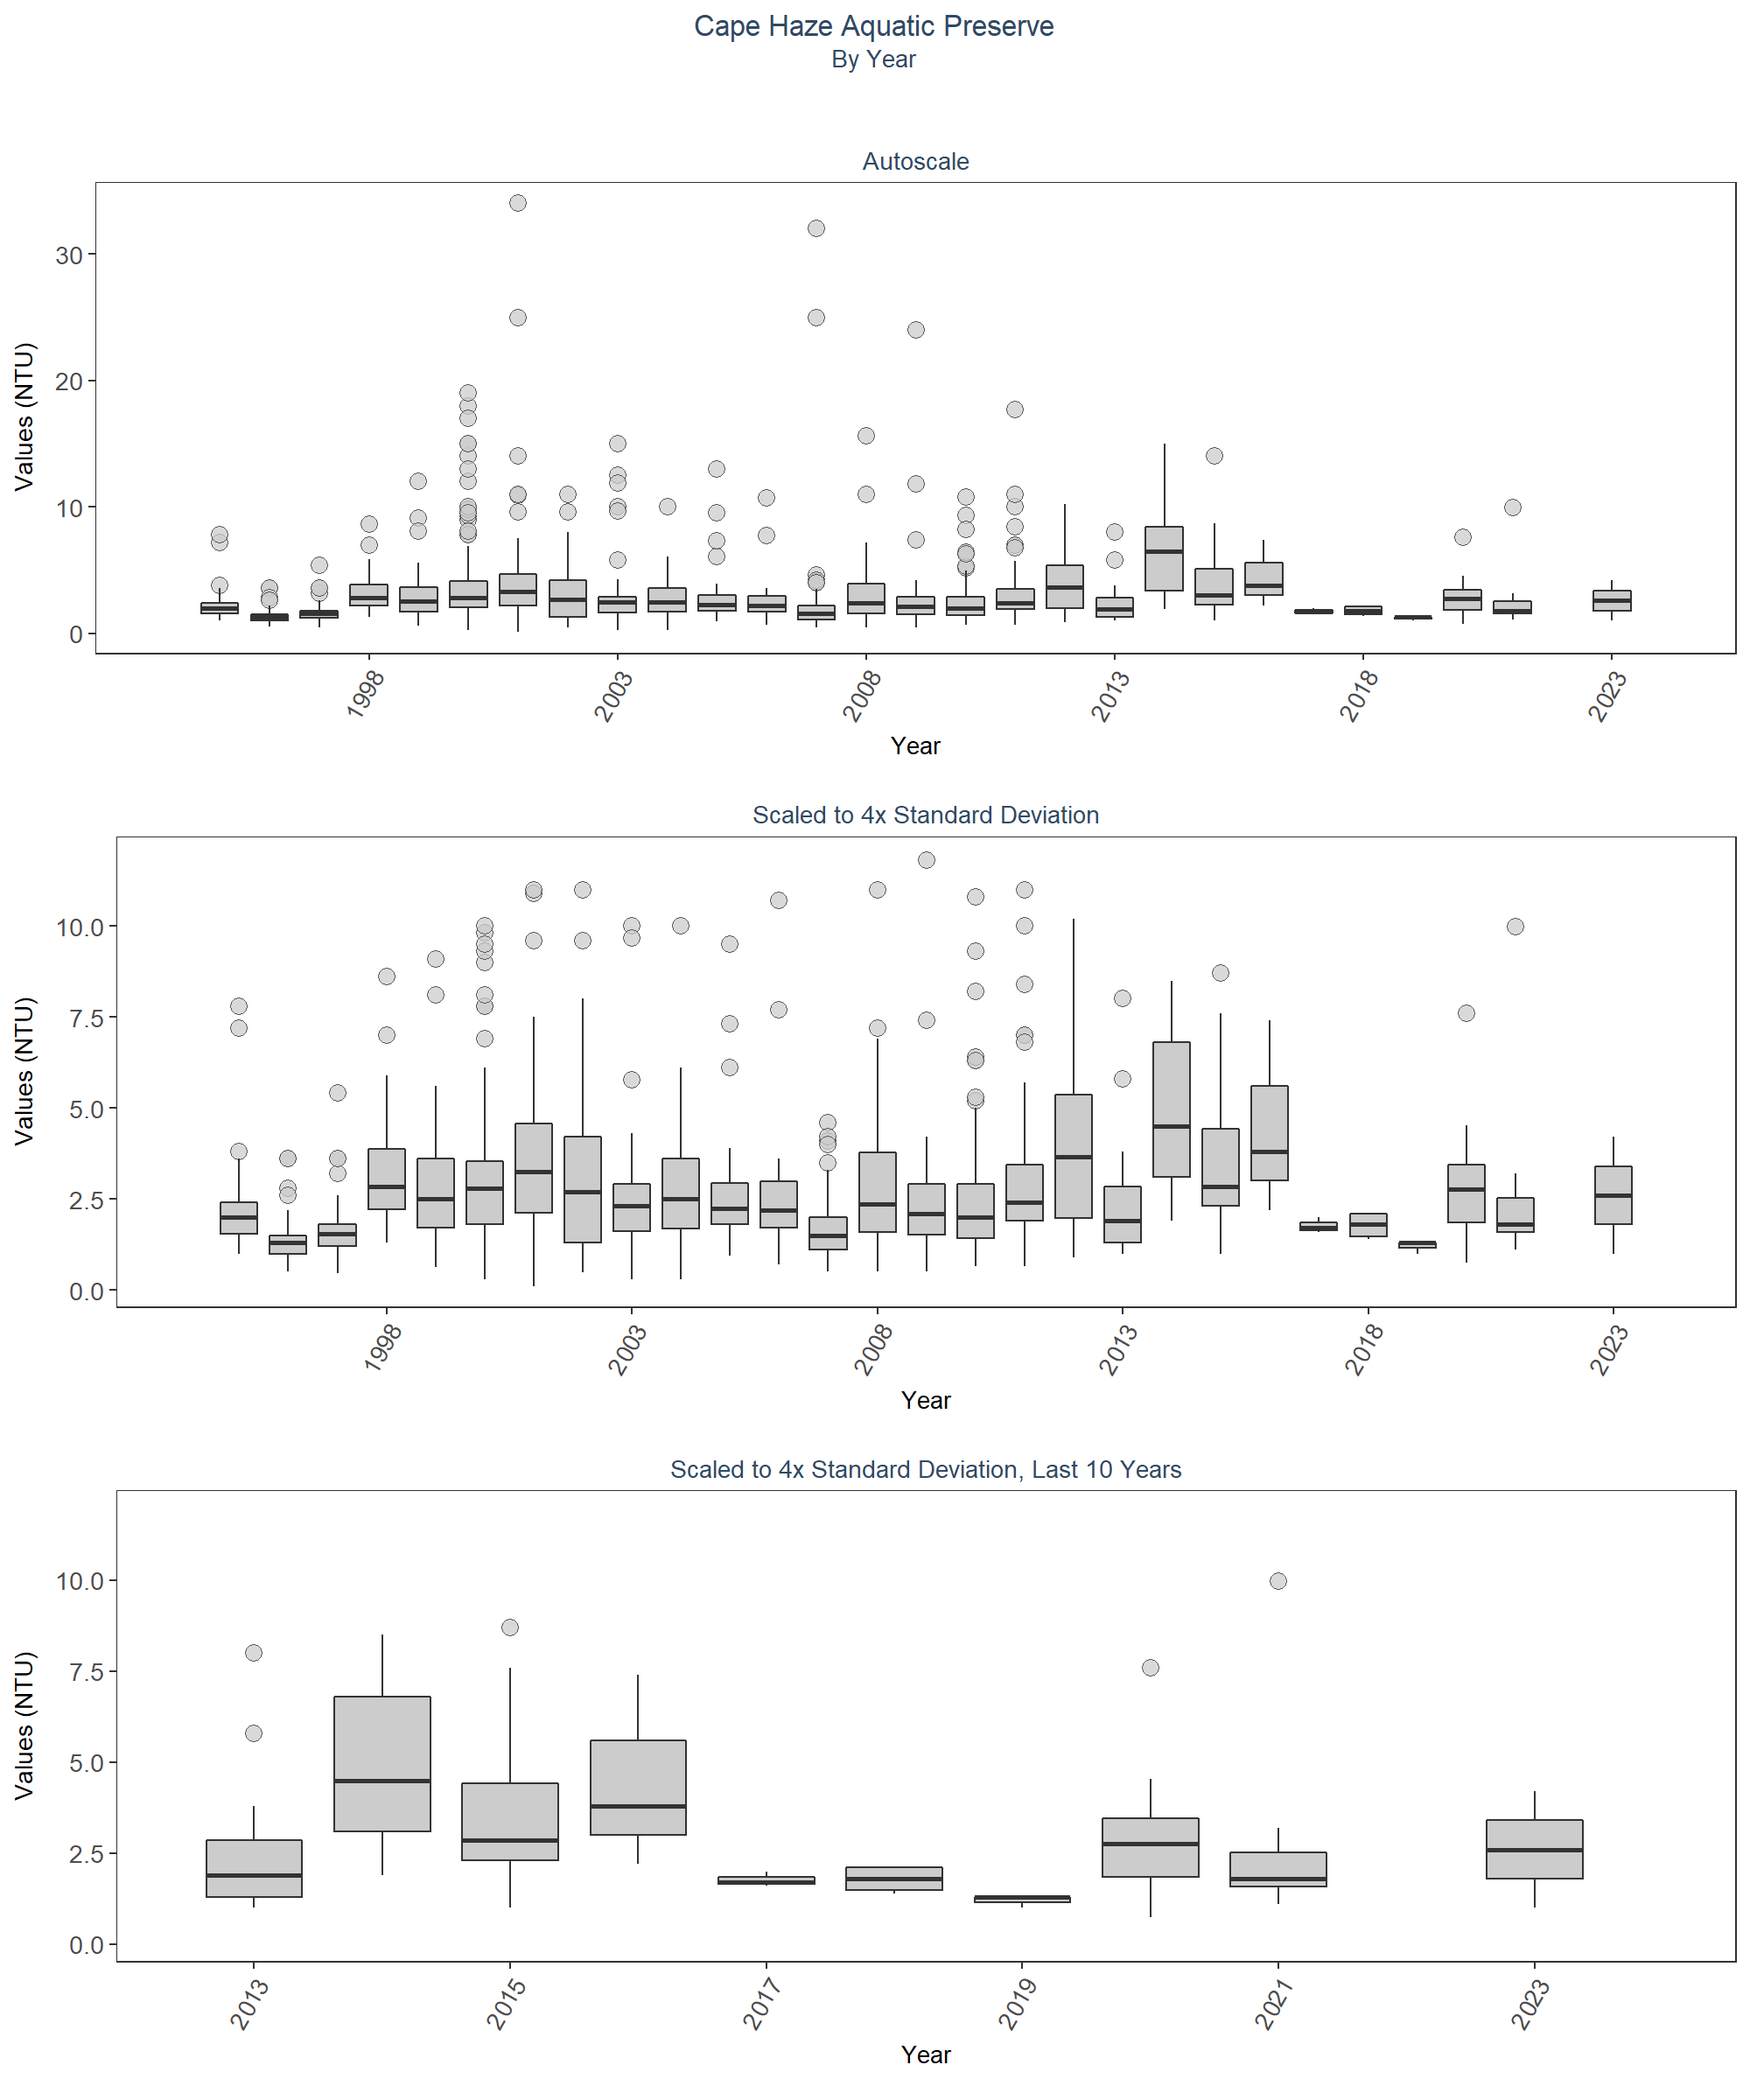 Cape Haze Aquatic Preserve
By Year
Autoscale
Values (NTU)
30
20
10
0
1998
2003
2008
2013
2018
2023
Year
Scaled to 4x Standard Deviation
Values (NTU)
10.0
7.5
5.0
2.5
0.0
1998
2003
2008
2013
2018
2023
Year
Scaled to 4x Standard Deviation, Last 10 Years
Values (NTU)
10.0
7.5
5.0
2.5
0.0
2013
2015
2017
2019
2021
2023
Year